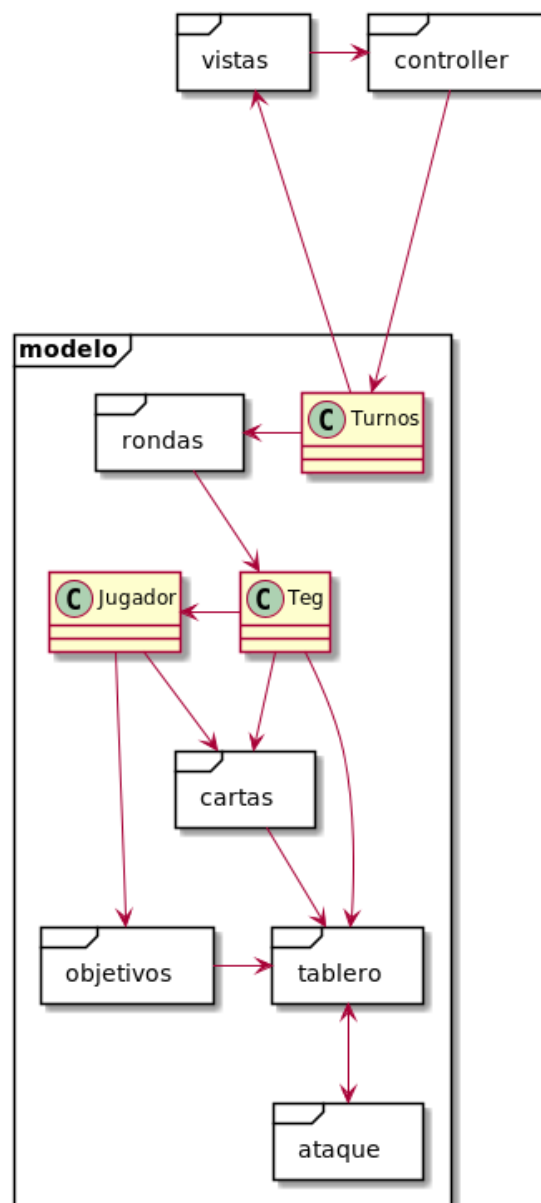 vistas
controller
modelo
rondas
C Turnos
C Jugador
C Teg
cartas
objetivos
tablero
ataque